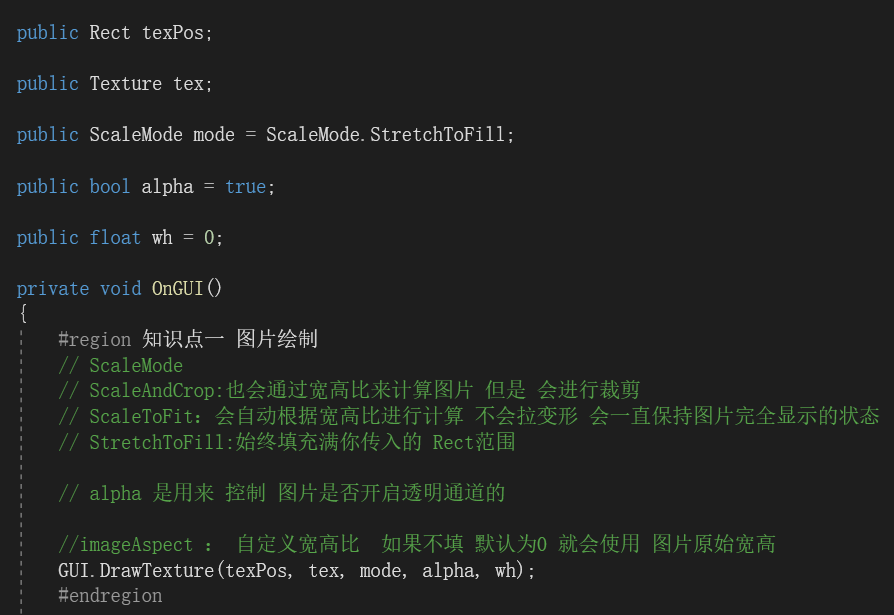 public Rect texPos;
public Texture tex;
public ScaleMode mode = ScaleMode.StretchToFill;
public bool alpha = true;
public float wh = 0;
private void OnGUI()
{
#region 知识点一 图片绘制
// ScaleMode
// ScaleAndCrop:也会通过宽高比来计算图片 但是 会进行裁剪
// ScaleToFit: 会自动根据宽高比进行计算 不会拉变形 会一直保持图片完全显示的状态
// StretchToFill:始终填充满你传入的 Rect范围
// alpha 是用来 控制 图片是否开启透明通道的
//imageAspect : 自定义宽高比  如果不填 默认为0 就会使用 图片原始宽高
GUI.DrawTexture(texPos, tex, mode, alpha, wh);
#endregion